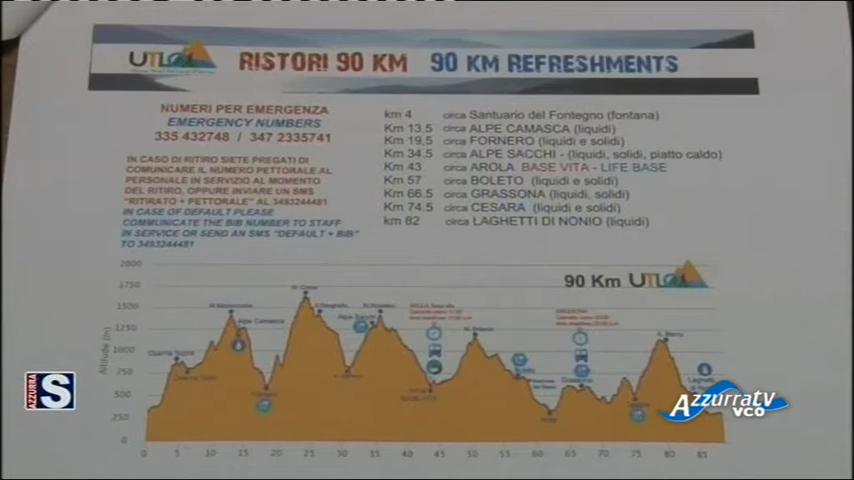 UTLO
RISTORI 90 KM 90 KM REFRESHMENTS
NUMERI PER EMERGENZA
EMERGENCY NUMBERS
335 432748 / 347 2335741
IN CASO DI RITIRO SIETE PREGATI DI
COMUNICARE IL NUMERO PETTORALE AL
PERSONALE IN SERVIZIO AL MOMENTO
DEL RITIRO, OPPURE INVIARE UN SMS
"RITIRATO + PETTORALE" AL 3493244481
IN CASE OF DEFAULT PLEASE
COMMUNICATE THE BIB NUMBER TO STAFF
IN SERVICE OR SEND AN SMS "DEFAULT + BIB"
TO 3493244481
km 4 circa Santuario del Fontegno (fontana)
Km 13.5 circa ALPE CAMASCA (liquidi)
Km 19,5 circa FORNERO (liquidi e solidi)
Km 34.5 circa ALPE SACCHI - (liquidi, solidi, piatto caldo)
Km 43 circa AROLA BASE VITA - LIFE BASE
Km 57 circa BOLETO (liquidi e solidi)
Km 66.5 circa GRASSONA (liquidi, solidi)
Km 74.5 circa CESARA (liquidi e solidi)
km 82 circa LAGHETTI DI NONIO (liquidi)
90 Km UTLO
Altitudo (m)
2000
1750
1500
1250
1000
750
500
250
0
Alpe Camasca
Alpe Sacchi
Grassona
Laghetti
0 5 10 15 20 25 30 35 40 45 50 55 60 65 70 75 80 85
AZZURRA S
Azzurratv
VCO